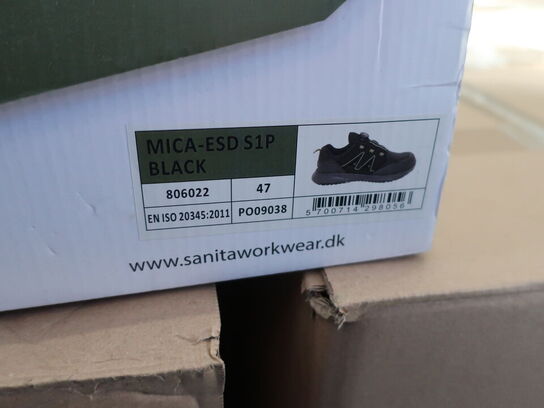 MICA-ESD S1P
BLACK
806022 47
EN ISO 20345:2011 PO09038
5 700714 298056
www.sanitaworkwear.dk